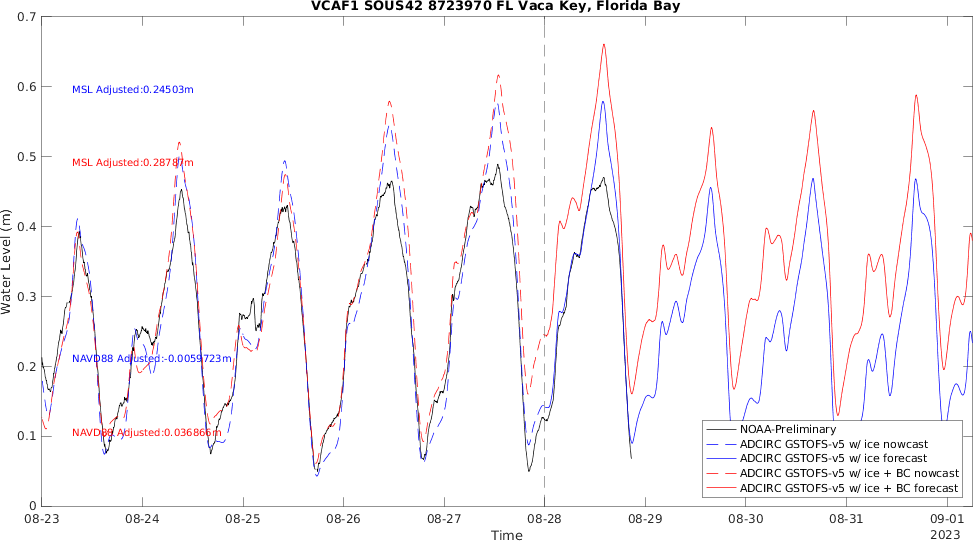 VCAF1 SOUS42 8723970 FL Vaca Key, Florida Bay
0.7
0.6
0.5
0.4
0.3
0.2
0.1
0
Water Level (m)
MSL Adjusted:0.24503m
MSL Adjusted:0.28787m
NAVD88 Adjusted:-0.0059723m
NAVD88 Adjusted:0.036866m
NOAA-Preliminary
ADCIRC GSTOFS-v5 w/ ice nowcast
ADCIRC GSTOFS-v5 w/ ice forecast
ADCIRC GSTOFS-v5 w/ ice + BC nowcast
ADCIRC GSTOFS-v5 w/ ice + BC forecast
08-23 08-24 08-25 08-26 08-27 08-28 08-29 08-30 08-31 09-01
2023
Time